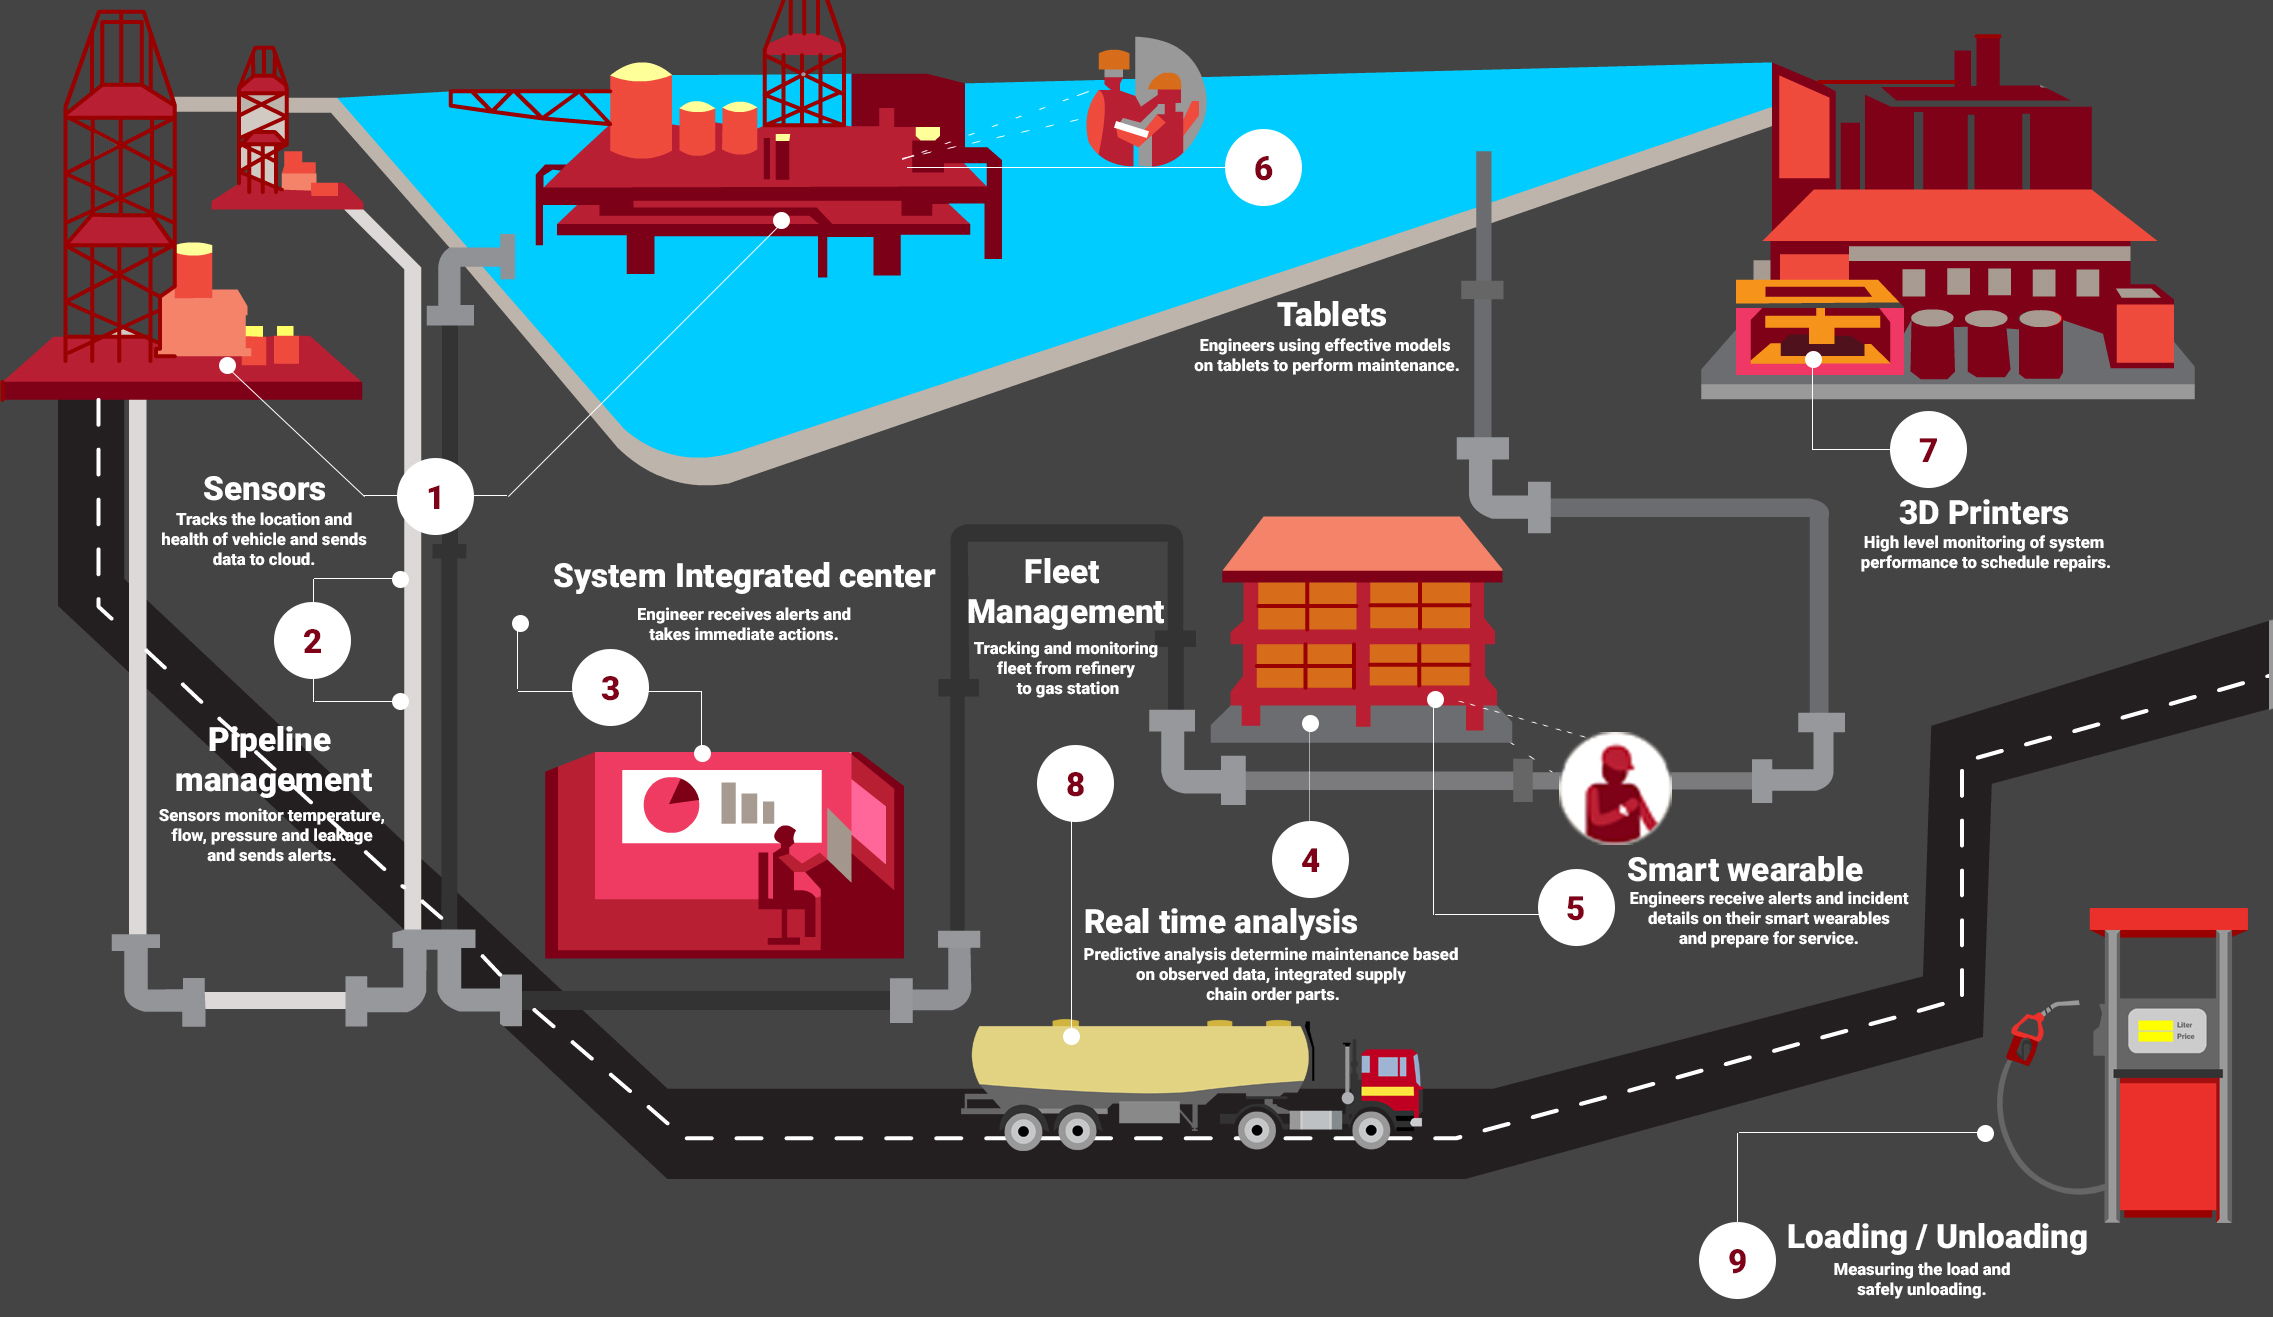 6
Tablets
Engineers using effective models
on tablets to perform maintenance.
7
3D Printers
High level monitoring of system
performance to schedule repairs.
1
Sensors
Tracks the location and
health of vehicle and sends
data to cloud.
2
Pipeline
management
Sensors monitor temperature,
flow, pressure and leakage
and sends alerts.
System Integrated center
Engineer receives alerts and
takes immediate actions.
3
Fleet
Management
Tracking and monitoring
fleet from refinery
to gas station
8
4
Real time analysis
Predictive analysis determine maintenance based
on observed data, integrated supply
chain order parts.
5
Smart wearable
Engineers receive alerts and incident
details on their smart wearables
and prepare for service.
Liter
Price
9
Loading / Unloading
Measuring the load and
safely unloading.